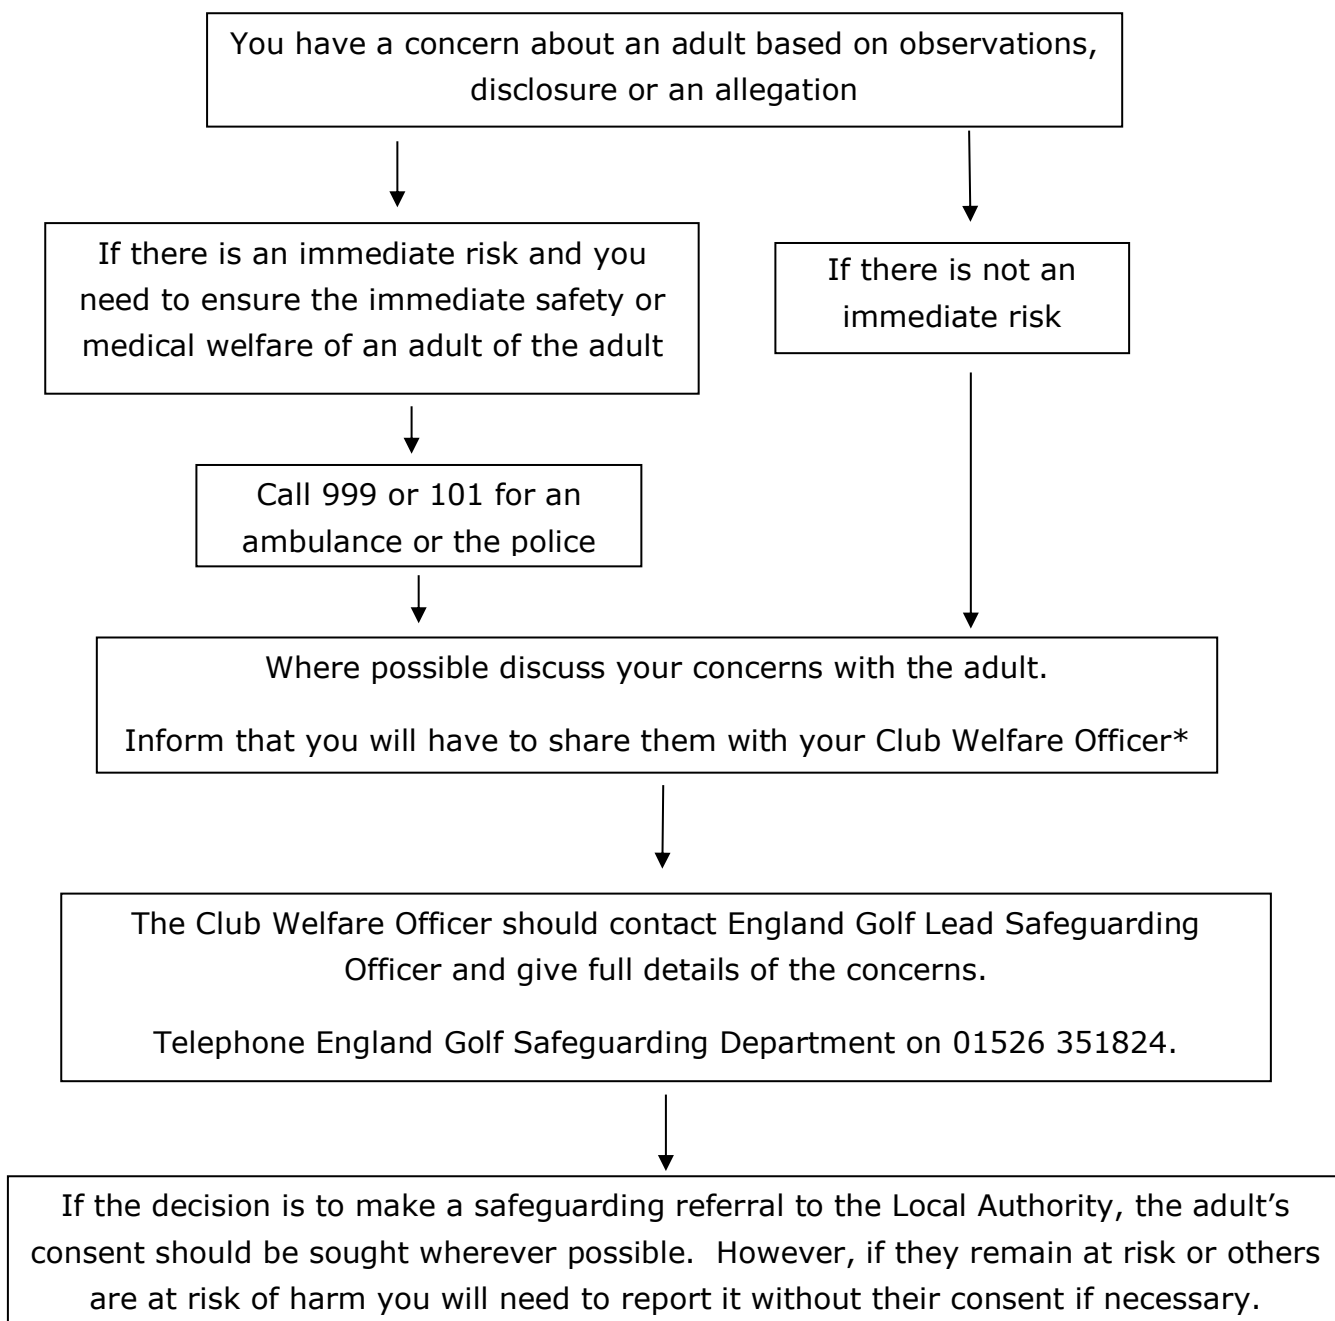 You have a concern about an adult based on observations,
disclosure or an allegation
If there is an immediate risk and you
need to ensure the immediate safety or
medical welfare of an adult of the adult
If there is not an
immediate risk
Call 999 or 101 for an
ambulance or the police
Where possible discuss your concerns with the adult.
Inform that you will have to share them with your Club Welfare Officer*
The Club Welfare Officer should contact England Golf Lead Safeguarding
Officer and give full details of the concerns.
Telephone England Golf Safeguarding Department on 01526 351824.
If the decision is to make a safeguarding referral to the Local Authority, the adult’s
consent should be sought wherever possible.  However, if they remain at risk or others
are at risk of harm you will need to report it without their consent if necessary.